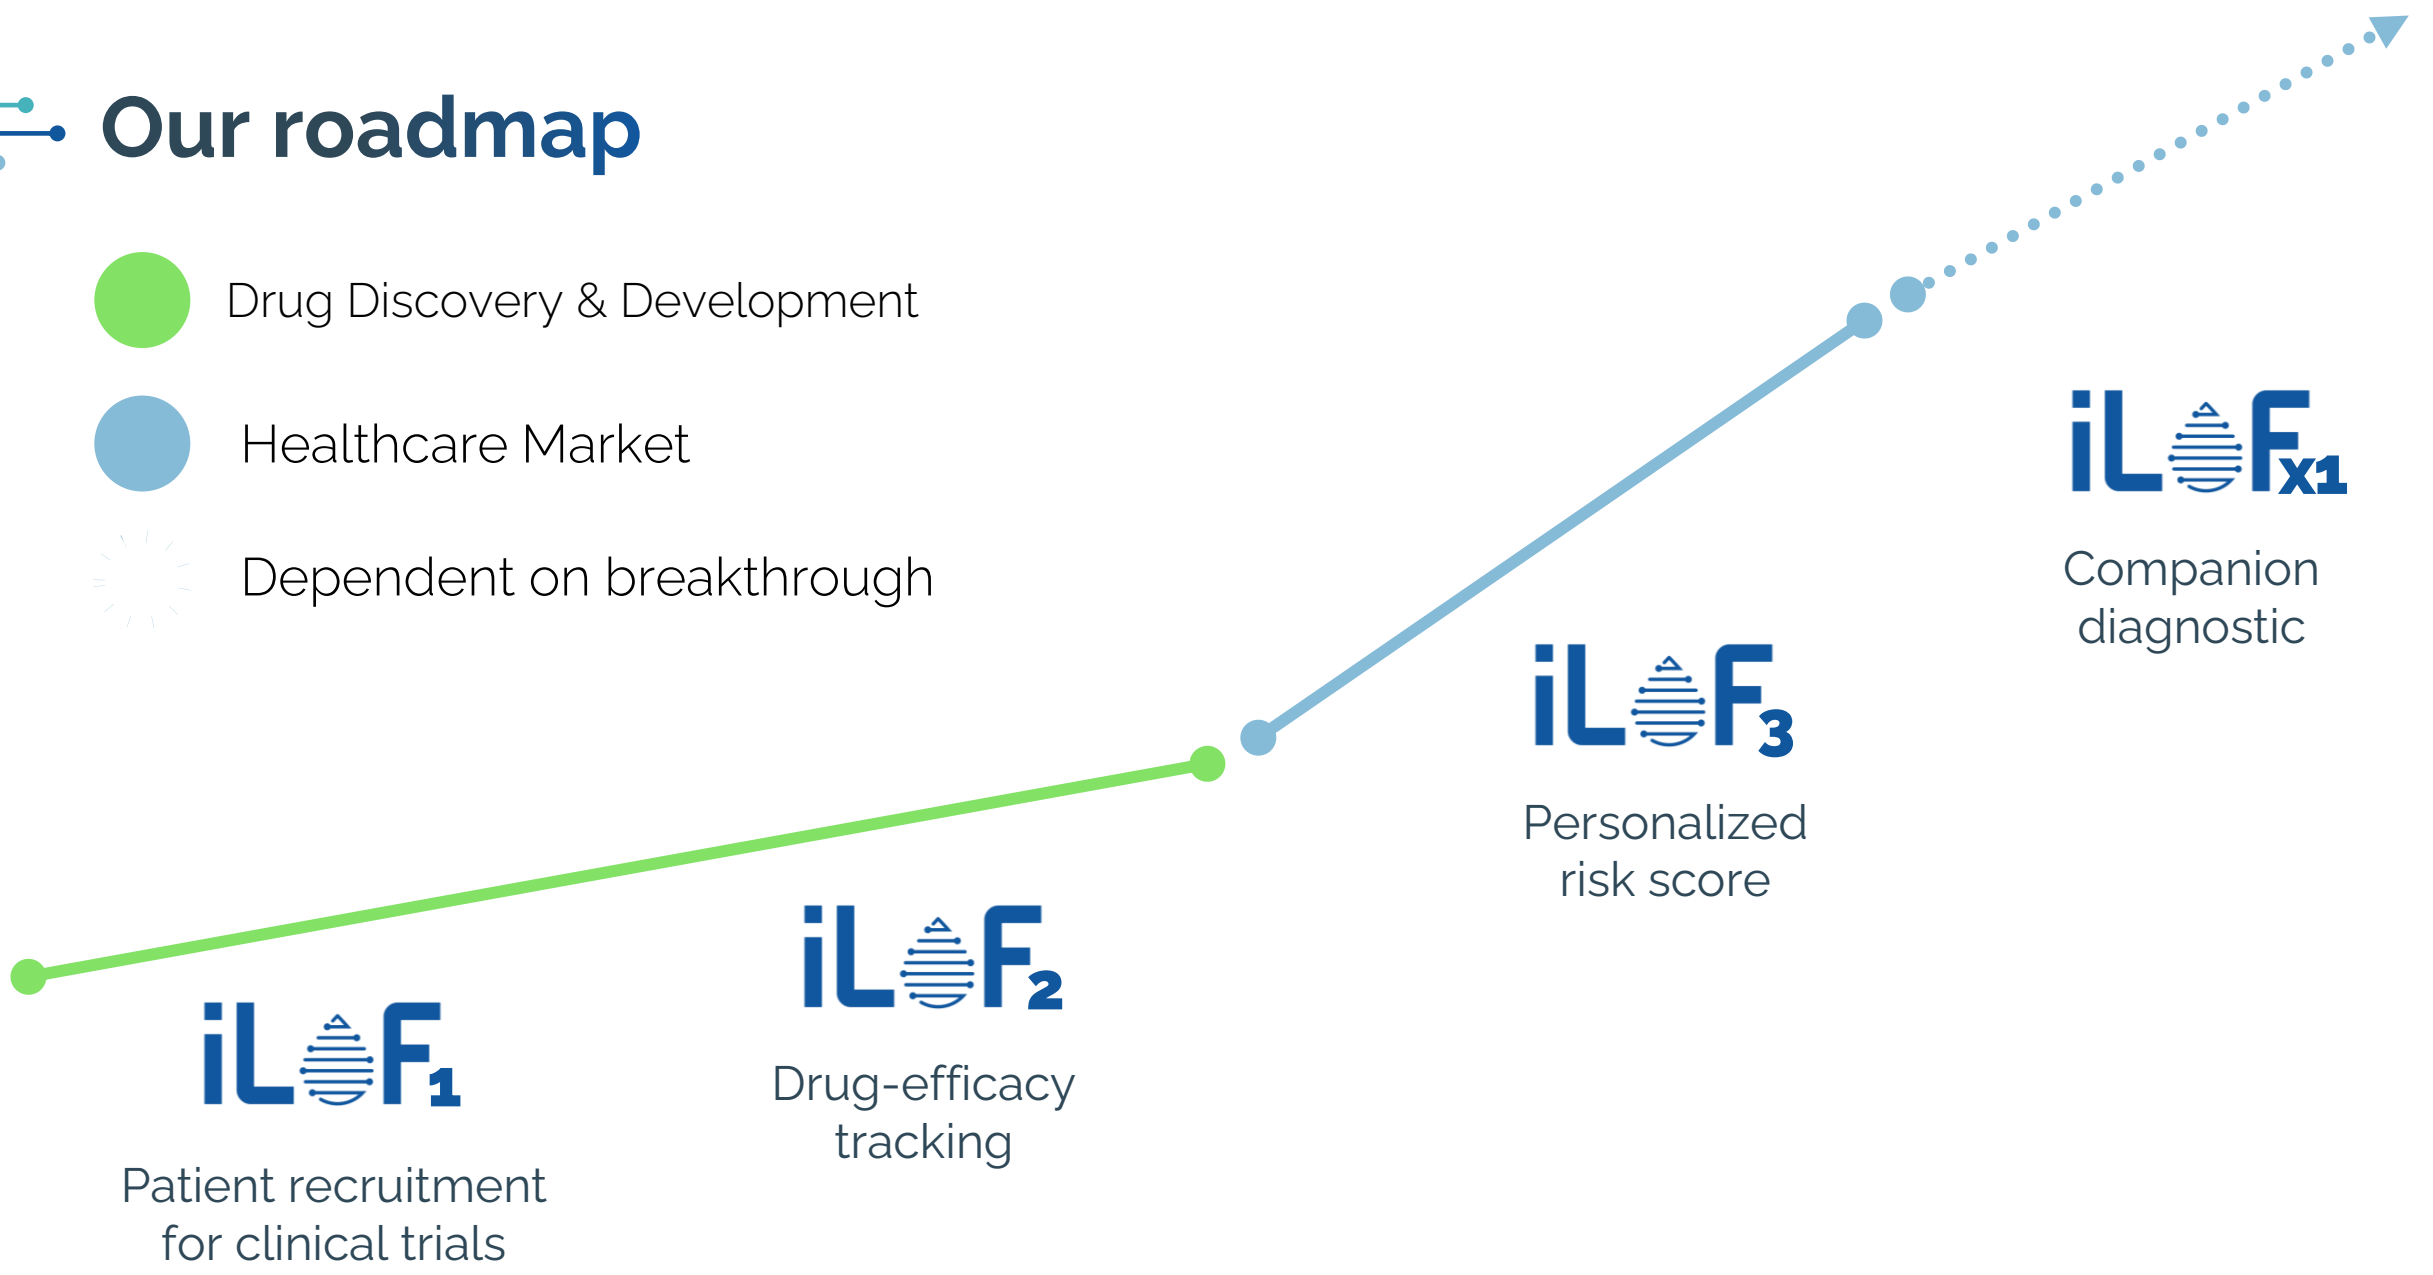 Our roadmap
Drug Discovery & Development
Healthcare Market
Dependent on breakthrough
iLOFx1
Companion
diagnostic
iLOF3
Personalized
risk score
iLOF2
Drug-efficacy
tracking
iLOF1
Patient recruitment
for clinical trials